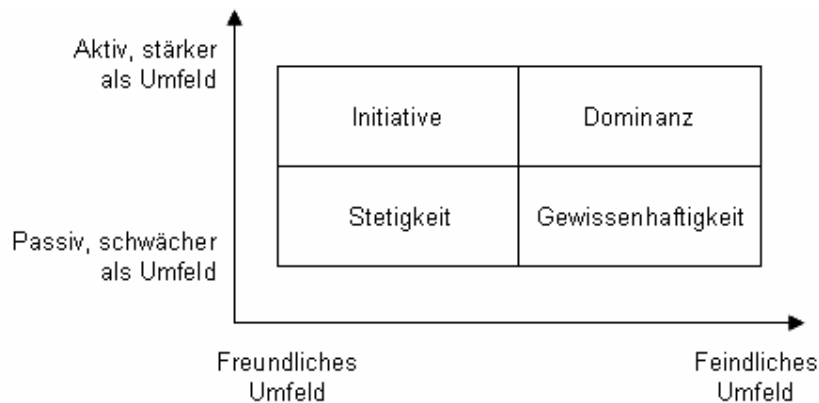 Aktiv, stärker
als Umfeld
Initiative
Dominanz
Stetigkeit
Gewissenhaftigkeit
Passiv, schwächer
als Umfeld
Freundliches
Umfeld
Feindliches
Umfeld